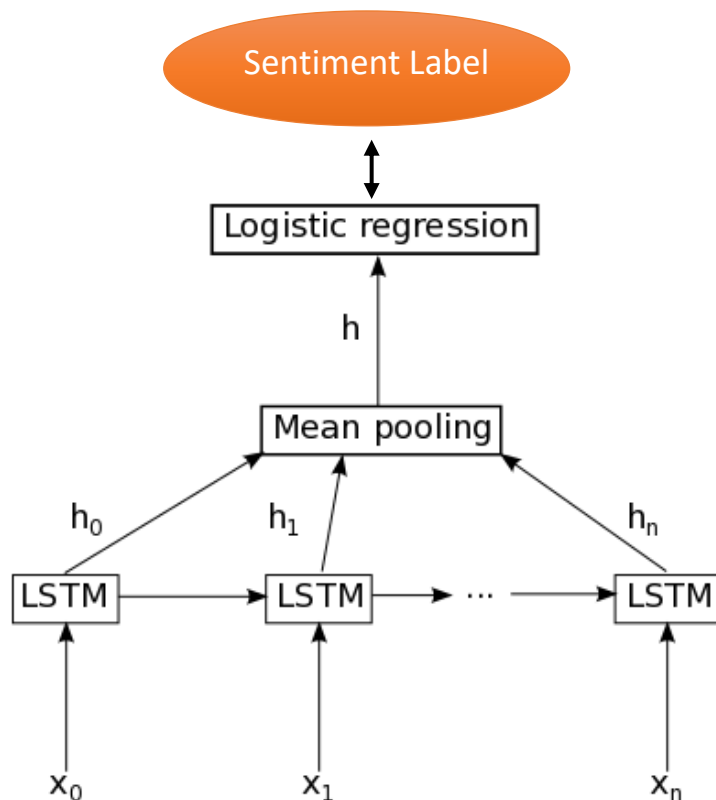 Sentiment Label
Logistic regression
h
Mean pooling
h₀ h₁ hₙ
LSTM LSTM ... LSTM
x₀ x₁ xₙ